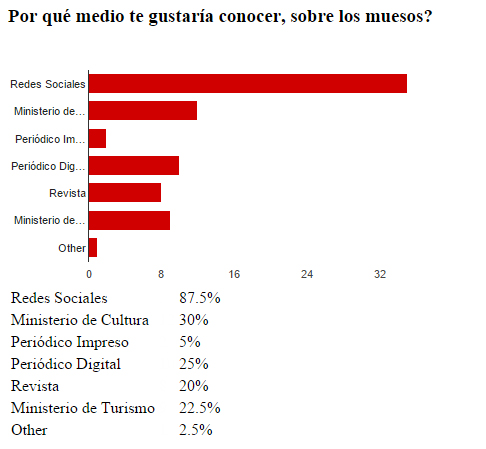 Por qué medio te gustaría conocer, sobre los muesos?
Redes Sociales
Ministerio de...
Periódico Im...
Periódico Dig...
Revista
Ministerio de...
Other
0 8 16 24 32
Redes Sociales 87.5%
Ministerio de Cultura 30%
Periódico Impreso 5%
Periódico Digital 25%
Revista 20%
Ministerio de Turismo 22.5%
Other 2.5%